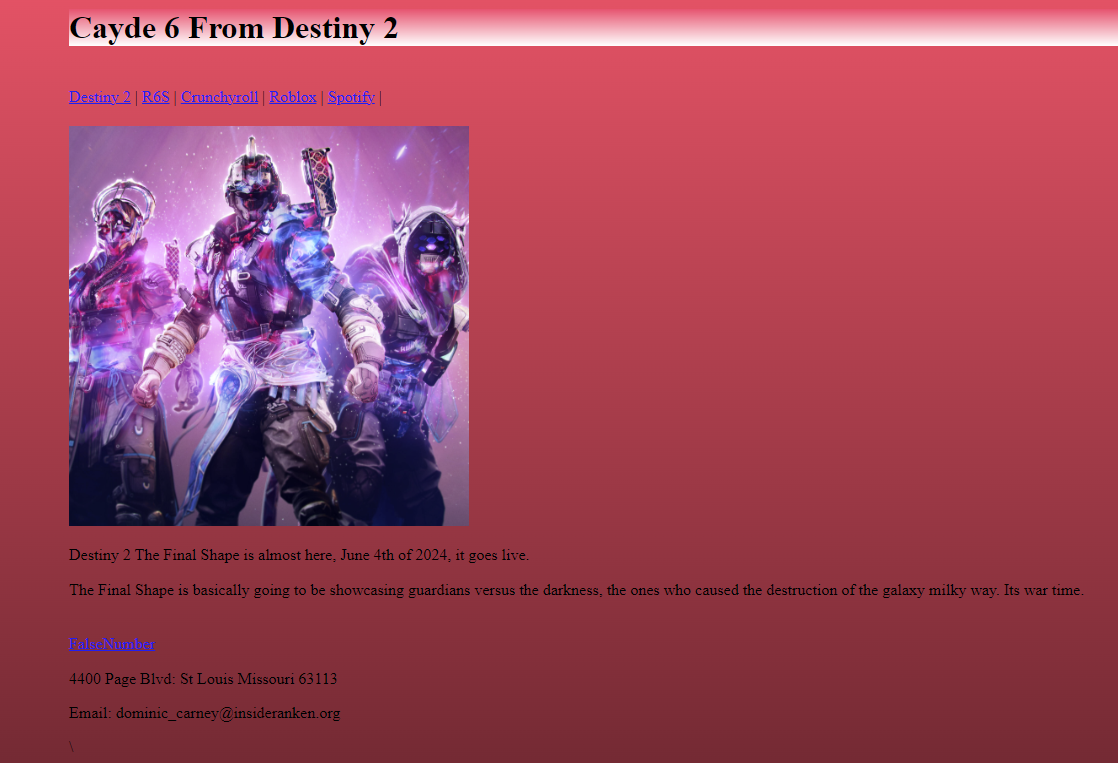 Cayde 6 From Destiny 2
Destiny 2 | R6S | Crunchyroll | Roblox | Spotify |
Destiny 2 The Final Shape is almost here, June 4th of 2024, it goes live.
The Final Shape is basically going to be showcasing guardians versus the darkness, the ones who caused the destruction of the galaxy milky way. Its war time.
FalseNumber
4400 Page Blvd: St Louis Missouri 63113
Email: dominic_carney@insideranken.org
\